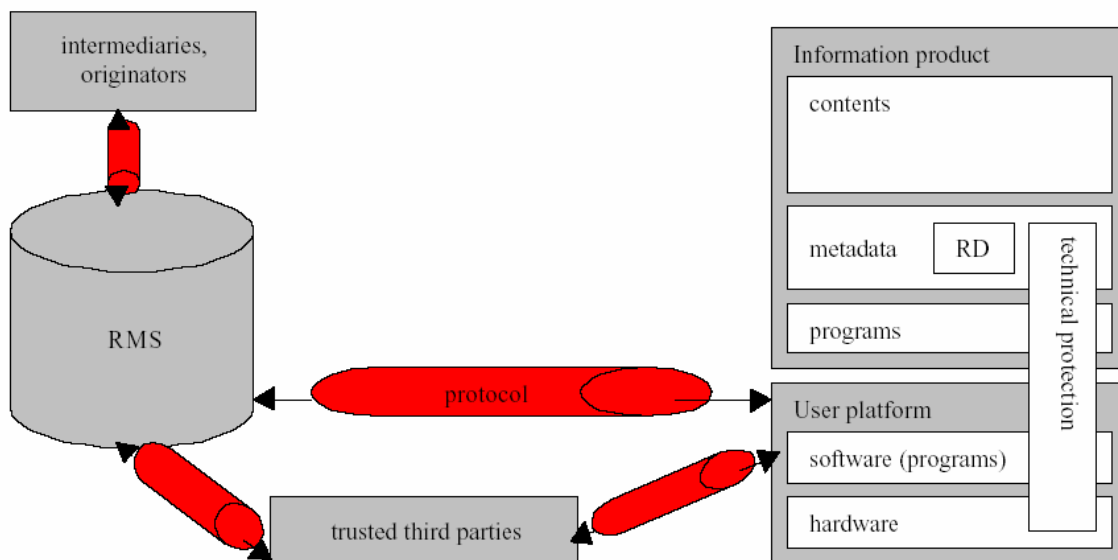 intermediaries,
originators
RMS
protocol
trusted third parties
Information product
contents
metadata
RD
programs
technical protection
User platform
software (programs)
hardware